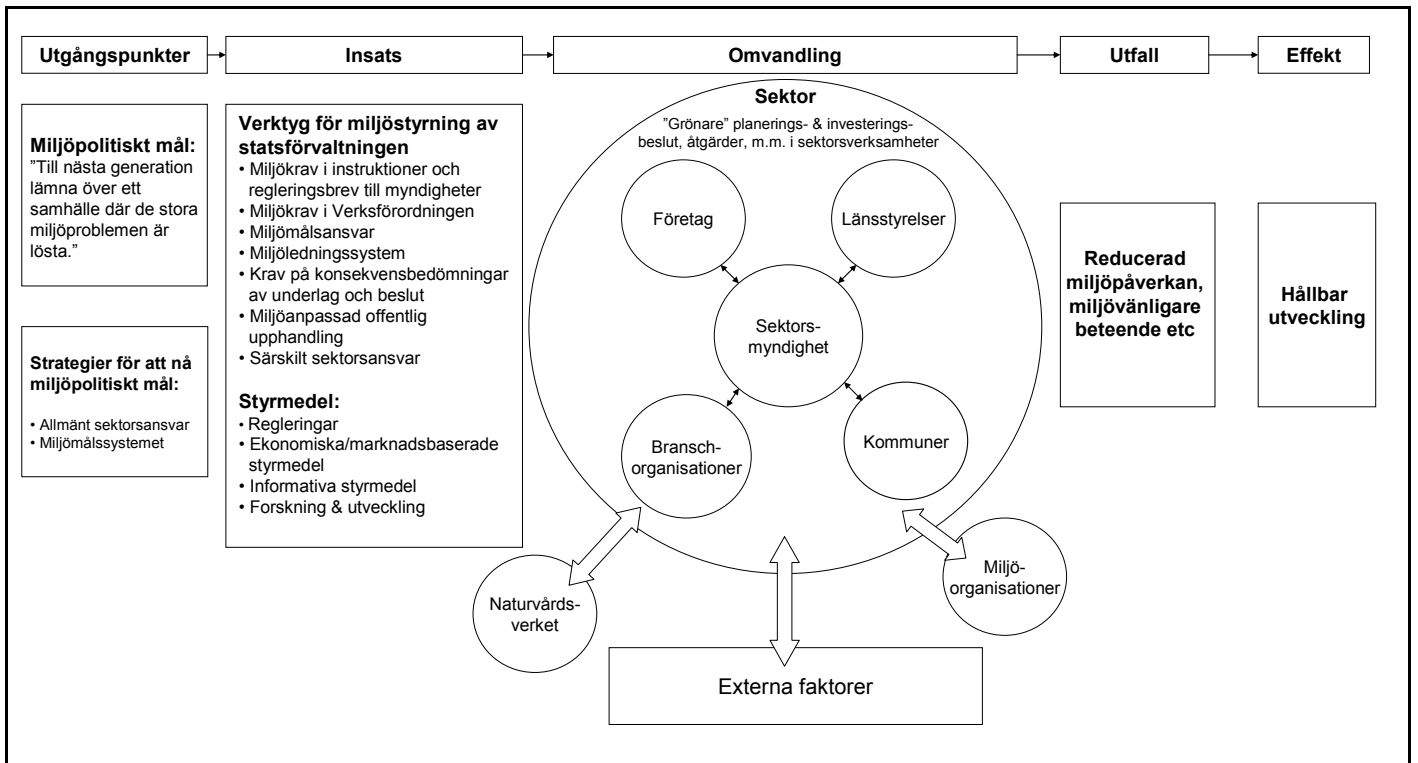 Utgångspunkter
Insats
Omvandling
Utfall
Effekt
Miljöpolitiskt mål:
”Till nästa generation
lämna över ett
samhälle där de stora
miljöproblemen är
lösta.”
Strategier för att nå
miljöpolitiskt mål:
• Allmänt sektorsansvar
• Miljömålssystemet
Verktyg för miljöstyrning av
statsförvaltningen
• Miljökrav i instruktioner och
regleringsbrev till myndigheter
• Miljökrav i Verksförordningen
• Miljömålsansvar
• Miljöledningssystem
• Krav på konsekvensbedömningar
av underlag och beslut
• Miljöanpassad offentlig
upphandling
• Särskilt sektorsansvar
Styrmedel:
• Regleringar
• Ekonomiska/marknadsbaserade
styrmedel
• Informativa styrmedel
• Forskning & utveckling
Sektor
”Grönare” planerings- & investerings-
beslut, åtgärder, m.m. i sektorsverksamheter
Företag
Länsstyrelser
Sektors-
myndighet
Bransch-
organisationer
Kommuner
Naturvårds-
verket
Miljö-
organisationer
Externa faktorer
Reducerad
miljöpåverkan,
miljövänligare
beteende etc
Hållbar
utveckling